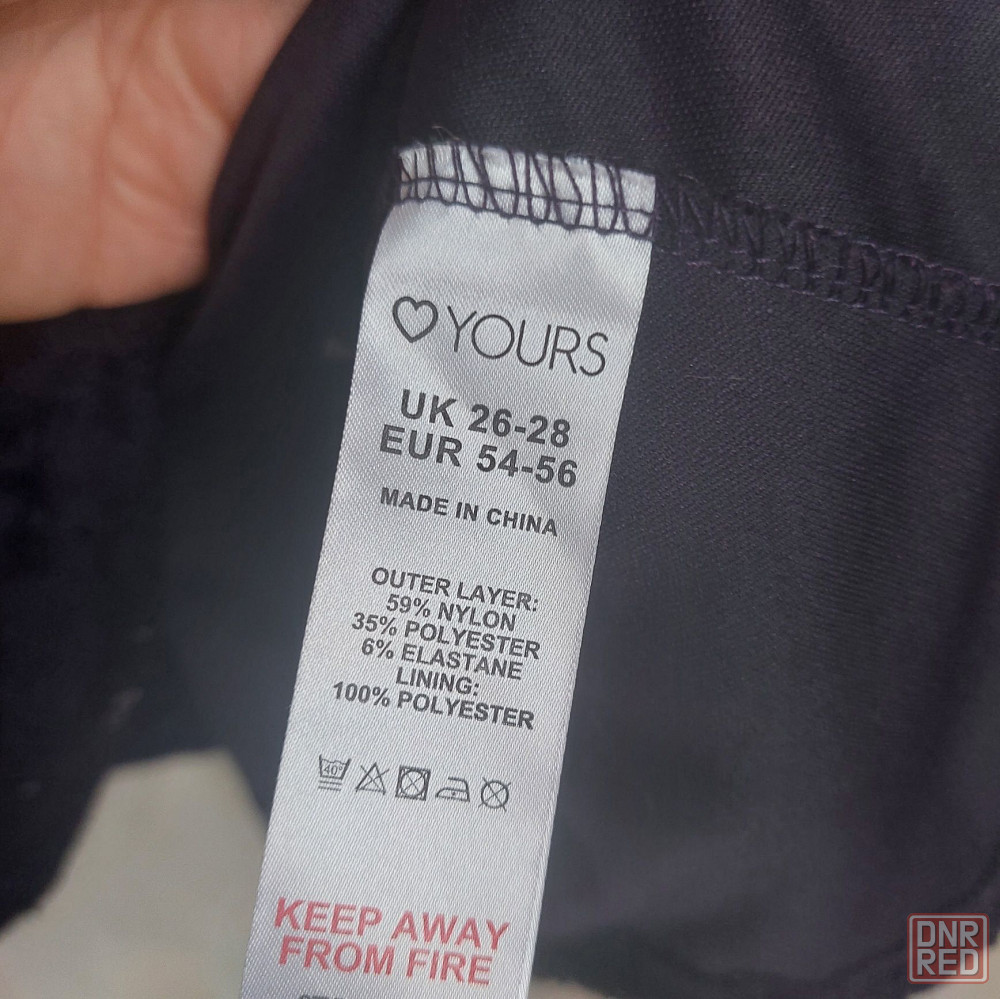 YOURS
UK 26-28
EUR 54-56
MADE IN CHINA
OUTER LAYER:
59% NYLON
35% POLYESTER
6% ELASTANE
LINING:
100% POLYESTER
40°
KEEP AWAY
FROM FIRE
DNR
RED